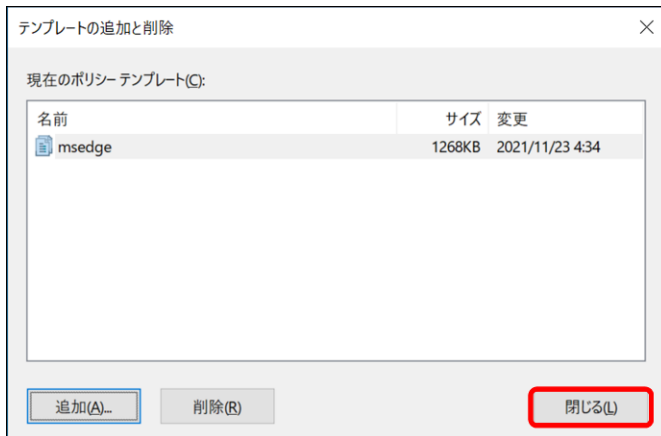 テンプレートの追加と削除
現在のポリシー テンプレート(C):
名前 サイズ 変更
msedge 1268KB 2021/11/23 4:34
追加(A)... 削除(R) 閉じる(L)